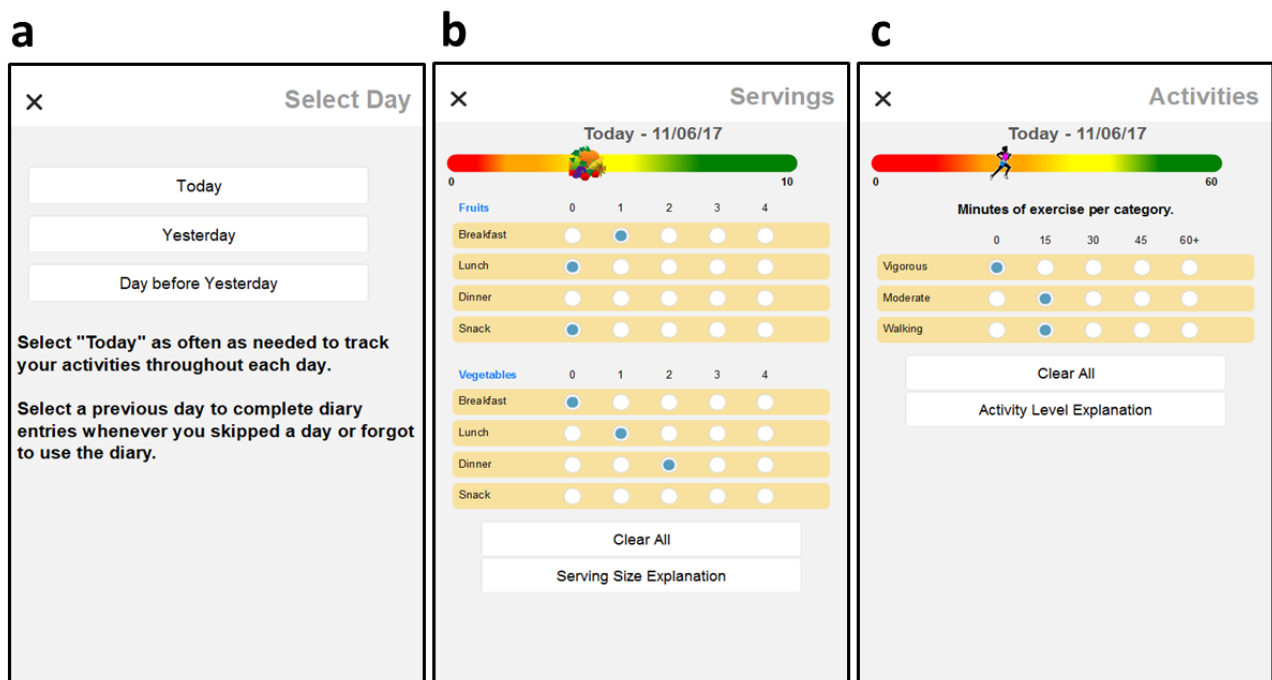 a
Select Day
Today
Yesterday
Day before Yesterday
Select "Today" as often as needed to track
your activities throughout each day.
Select a previous day to complete diary
entries whenever you skipped a day or forgot
to use the diary.
b
Servings
Today - 11/06/17
0 10
Fruits 0 1 2 3 4
Breakfast
Lunch
Dinner
Snack
Vegetables 0 1 2 3 4
Breakfast
Lunch
Dinner
Snack
Clear All
Serving Size Explanation
c
Activities
Today - 11/06/17
0 60
Minutes of exercise per category.
0 15 30 45 60+
Vigorous
Moderate
Walking
Clear All
Activity Level Explanation